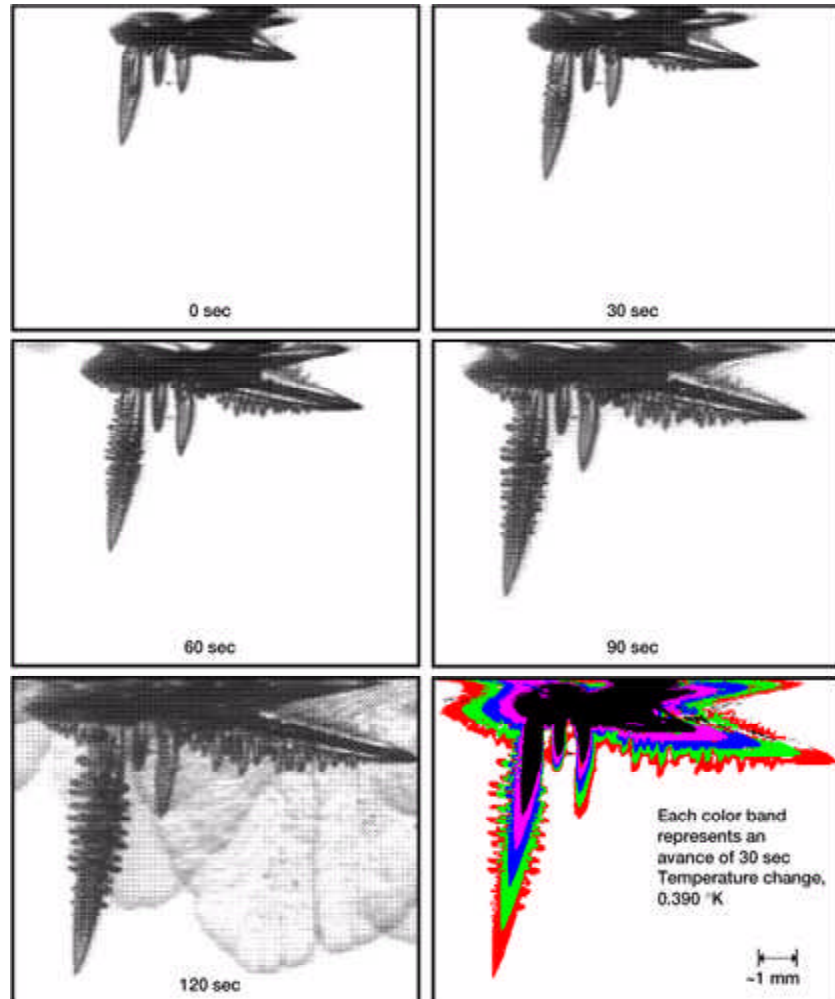 0 sec
30 sec
60 sec
90 sec
120 sec
Each color band
represents an
avance of 30 sec
Temperature change,
0.390 °K
~1 mm